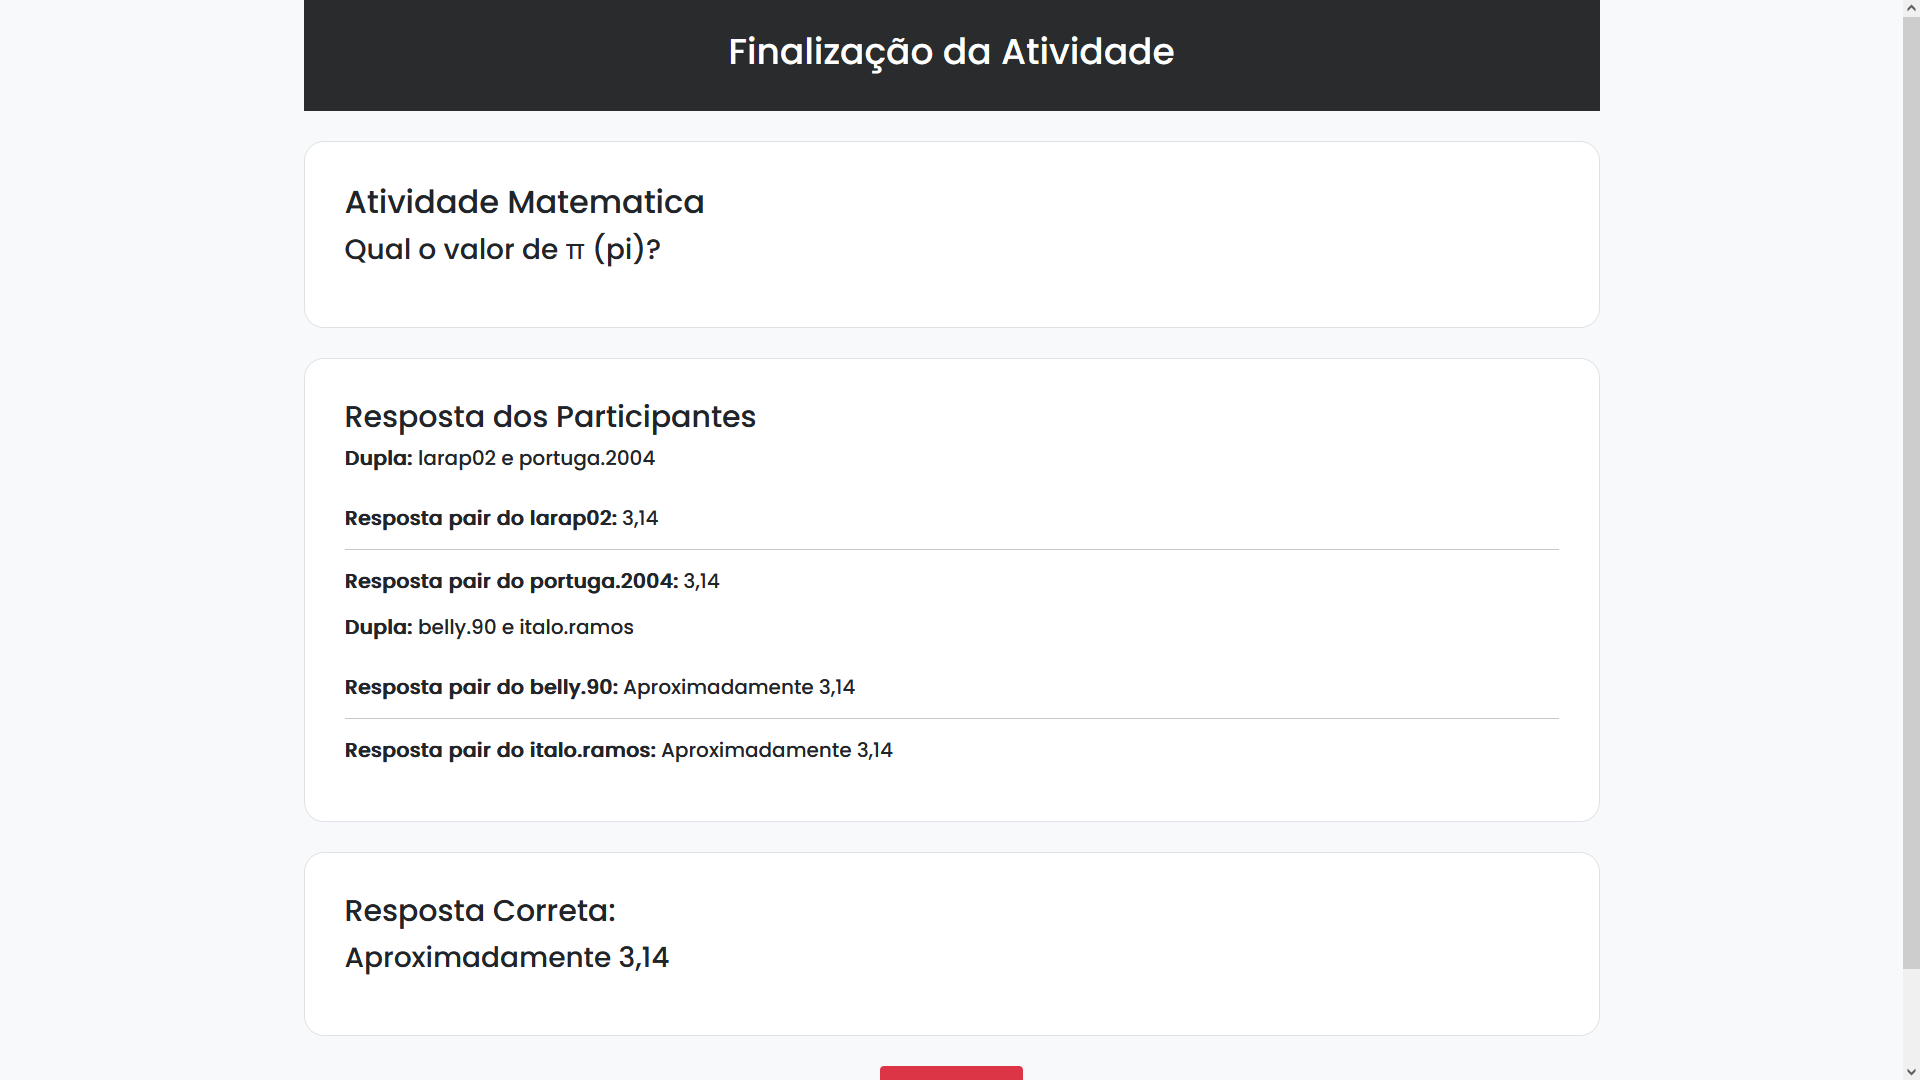 Finalização da Atividade
Atividade Matematica
Qual o valor de π (pi)?
Resposta dos Participantes
Dupla: larap02 e portuga.2004
Resposta pair do larap02: 3,14
Resposta pair do portuga.2004: 3,14
Dupla: belly.90 e italo.ramos
Resposta pair do belly.90: Aproximadamente 3,14
Resposta pair do italo.ramos: Aproximadamente 3,14
Resposta Correta:
Aproximadamente 3,14